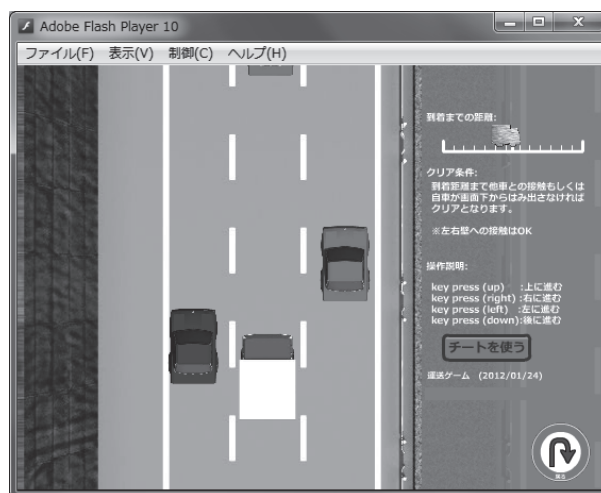 Adobe Flash Player 10
ファイル(F) 表示(V) 制御(C) ヘルプ(H)
到着までの距離:
クリア条件:
到着距離まで他車との接触もしくは
自車が画面下からはみ出さなければ
クリアとなります。
※左右壁への接触はOK
操作説明:
key press (up) :上に進む
key press (right) :右に進む
key press (left) :左に進む
key press (down):後に進む
チートを使う
運送ゲーム (2012/01/24)